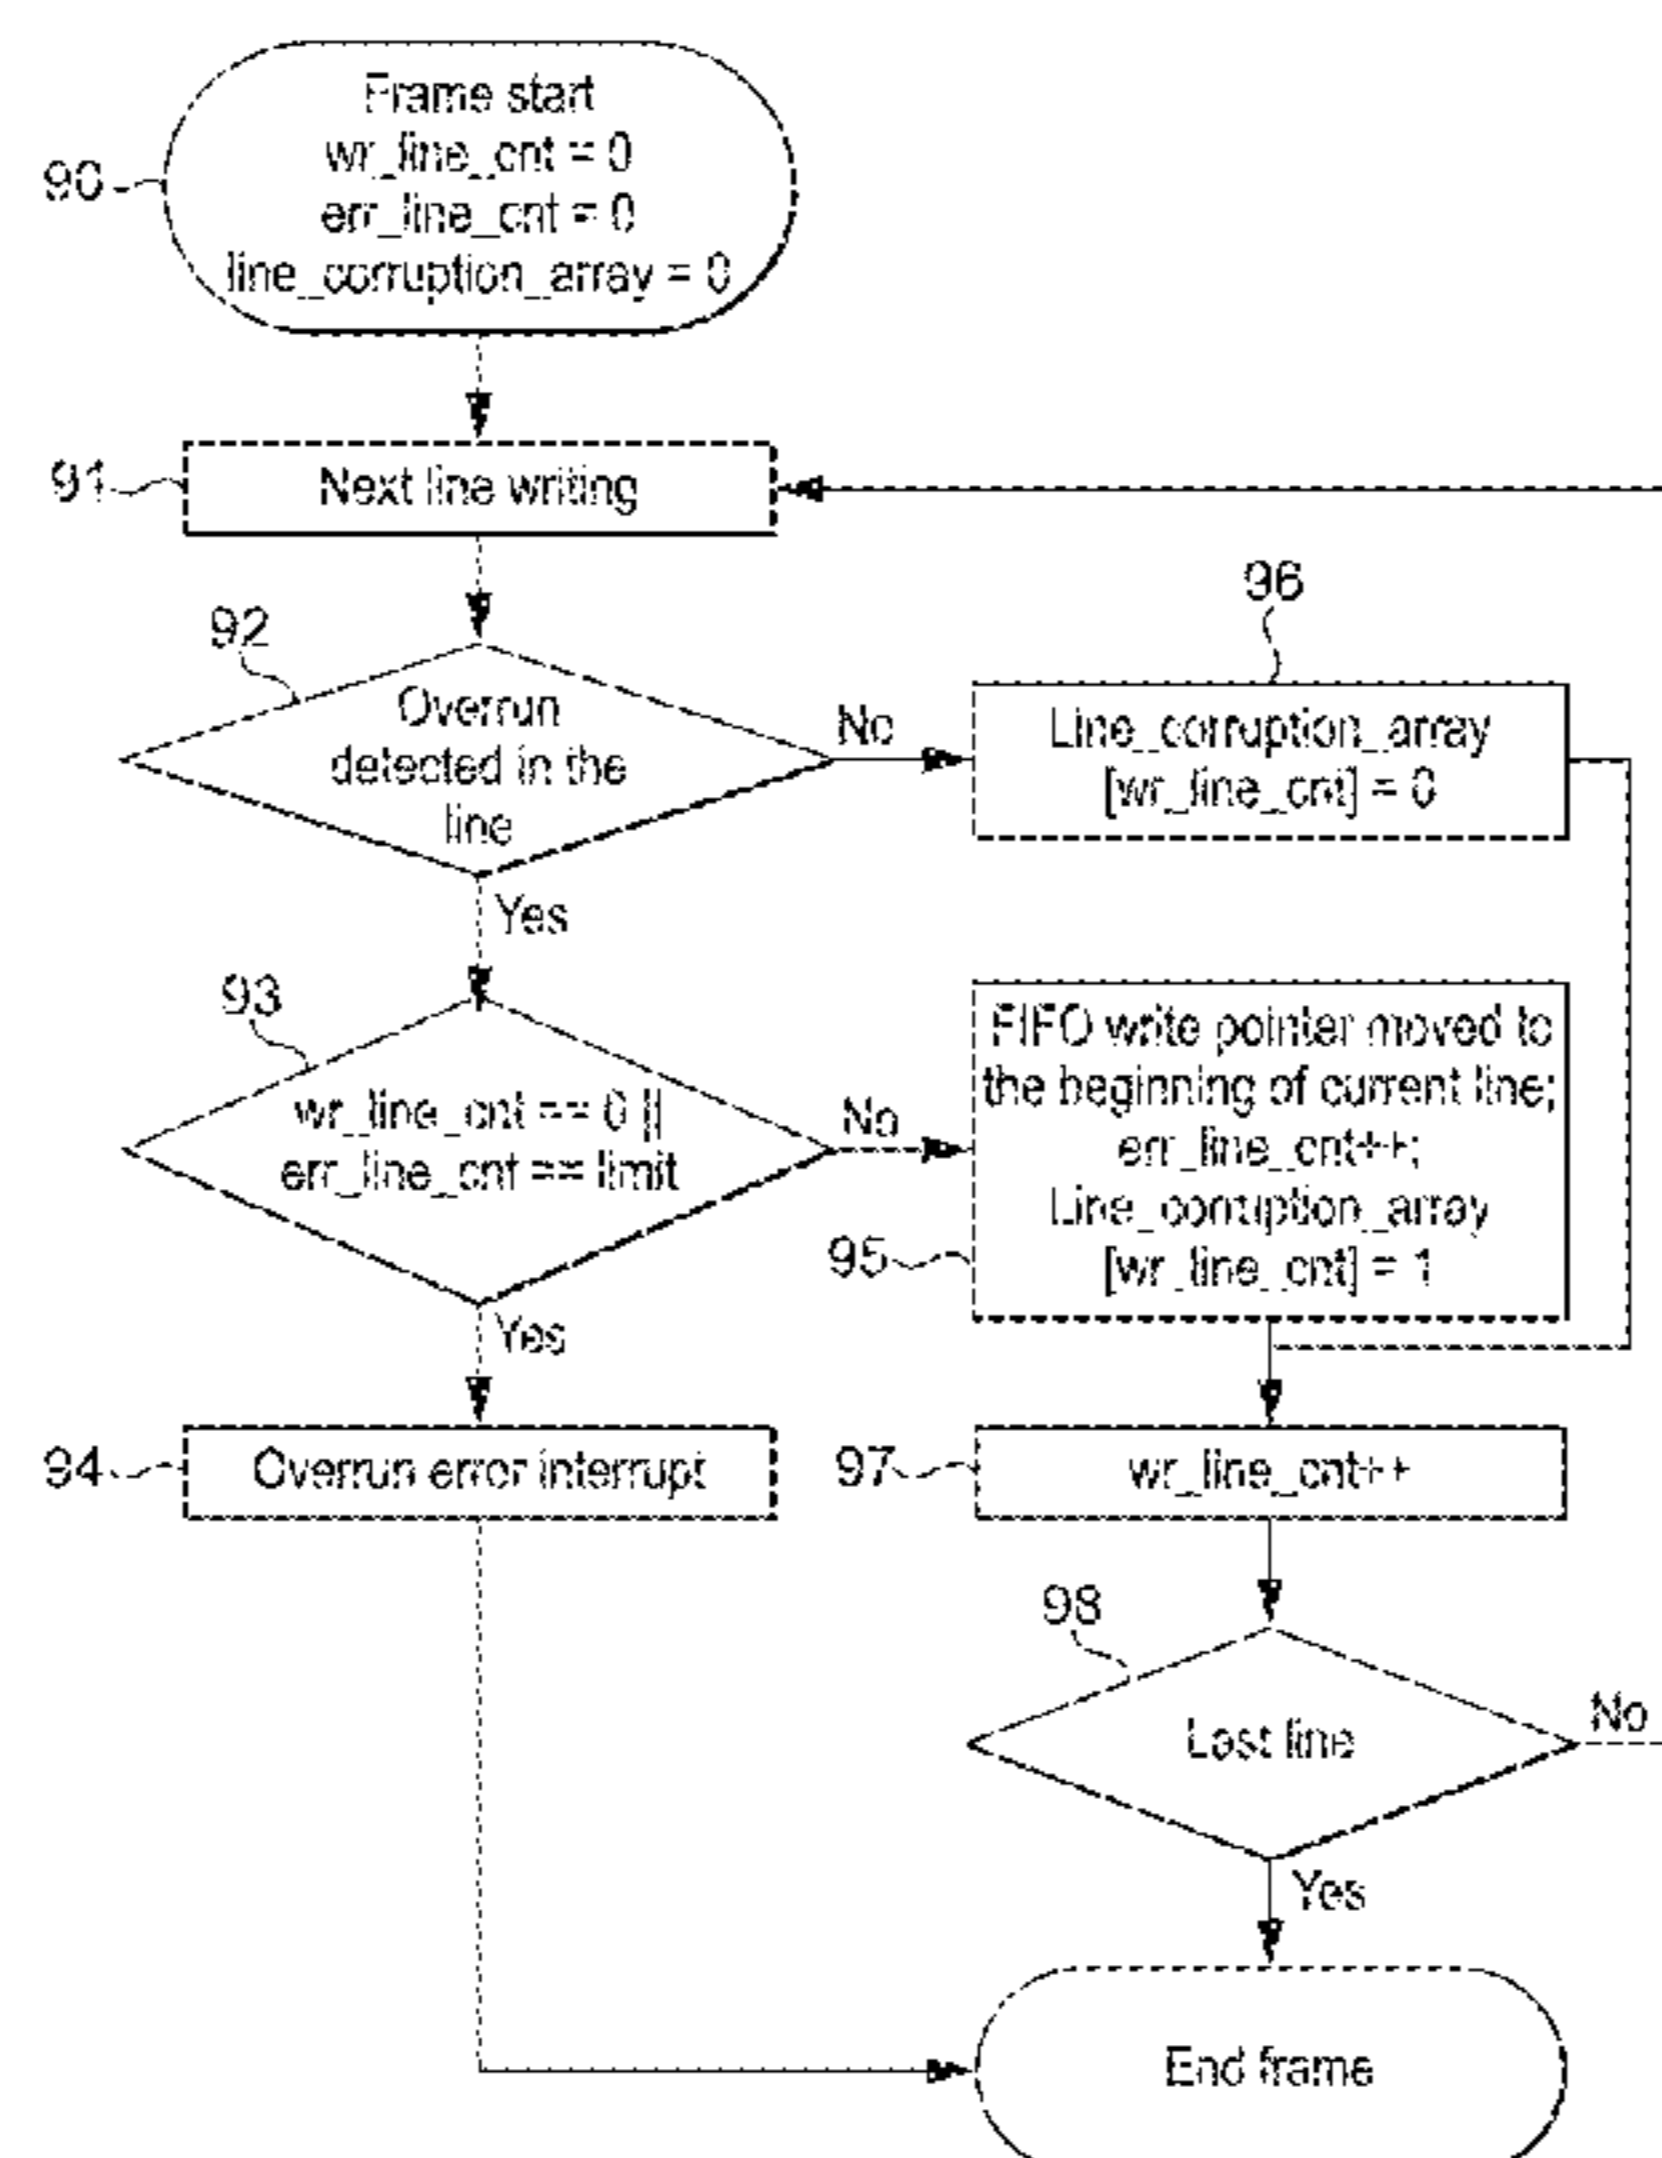 Frame start
wr_line_cnt = 0
err_line_cnt = 0
line_corruption_array = 0
90
91
Next line writing
92
Overrun
detected in the
line
No
96
Line_corruption_array
[wr_line_cnt] = 0
Yes
93
wr_line_cnt == 0 ||
err_line_cnt == limit
No
FIFO write pointer moved to
the beginning of current line;
err_line_cnt++;
Line_corruption_array
[wr_line_cnt] = 1
95
Yes
94
Overrun error interrupt
97
wr_line_cnt++
98
Last line
No
Yes
End frame